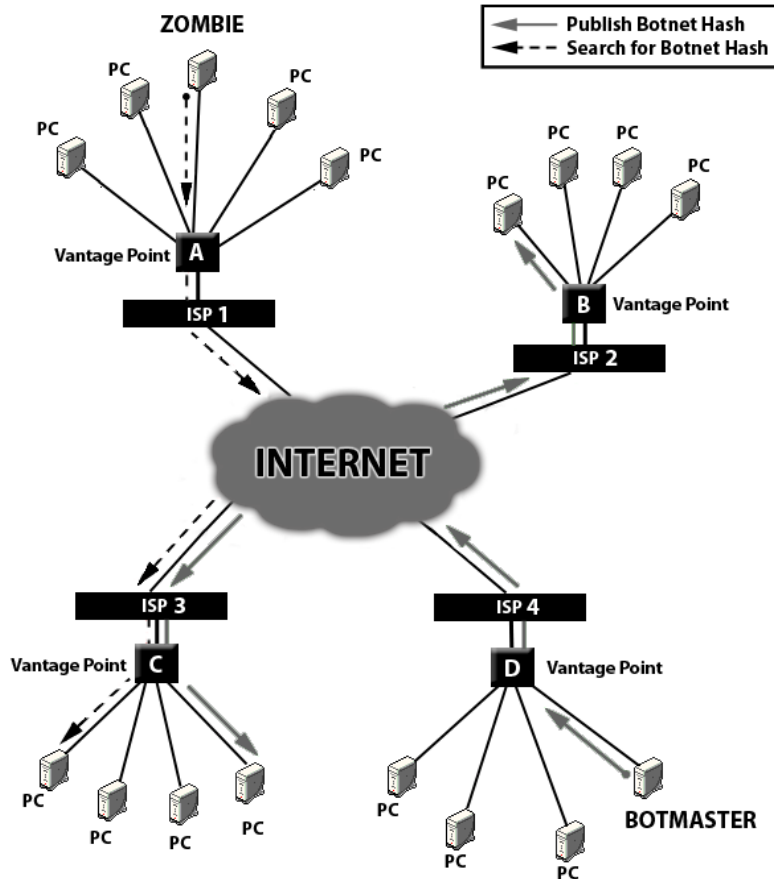 ZOMBIE
Publish Botnet Hash
Search for Botnet Hash
PC
PC
PC
PC
PC
PC
PC
PC
PC
A
Vantage Point
B
Vantage Point
ISP 1
ISP 2
INTERNET
ISP 3
ISP 4
Vantage Point
C
D
Vantage Point
PC
PC
PC
PC
PC
PC
PC
BOTMASTER